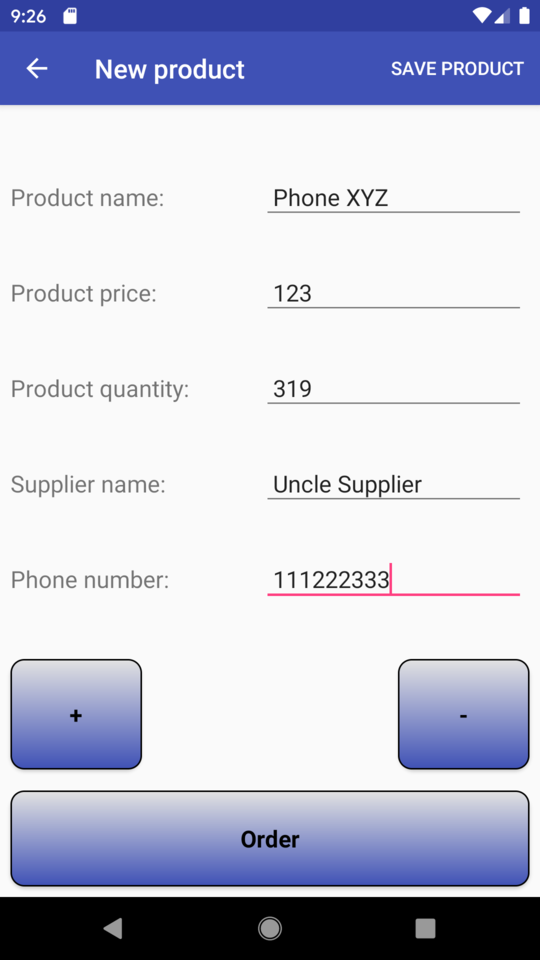 9:26
New product SAVE PRODUCT
Product name: Phone XYZ
Product price: 123
Product quantity: 319
Supplier name: Uncle Supplier
Phone number: 111222333
+ -
Order